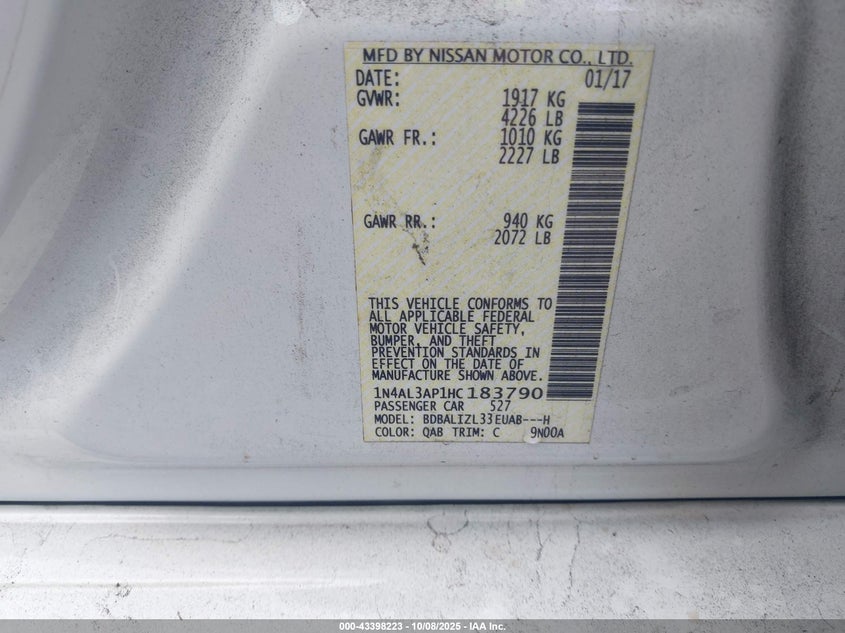 MFD BY NISSAN MOTOR CO., LTD.
DATE: 01/17
GVWR: 1917 KG
4226 LB
GAWR FR.: 1010 KG
2227 LB
GAWR RR.: 940 KG
2072 LB
THIS VEHICLE CONFORMS TO
ALL APPLICABLE FEDERAL
MOTOR VEHICLE SAFETY,
BUMPER, AND THEFT
PREVENTION STANDARDS IN
EFFECT ON THE DATE OF
MANUFACTURE SHOWN ABOVE.
1N4AL3AP1HC183790
PASSENGER CAR 527
MODEL: BDBALIZL33EUAB---H
COLOR: QAB TRIM: C 9N00A
000-43398223 | 10/08/2025 | IAA Inc.